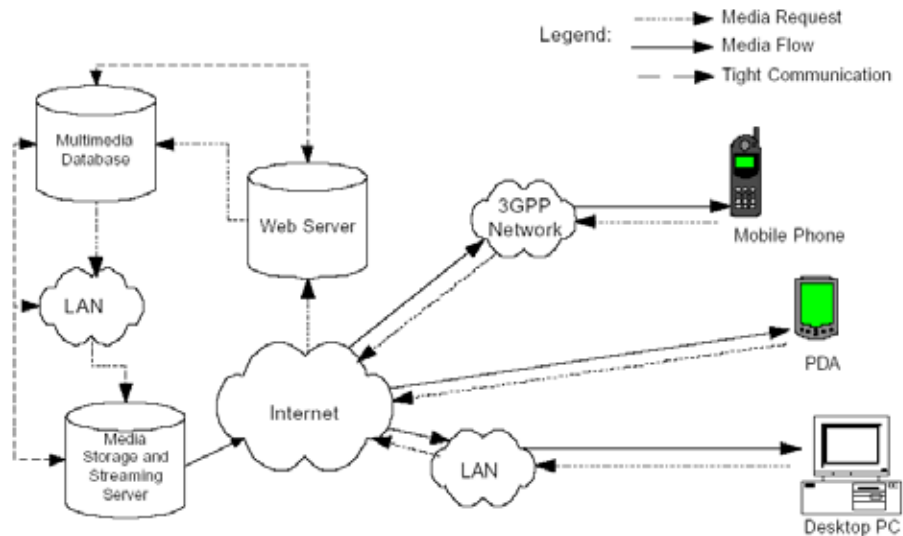 Legend:
Media Request
Media Flow
Tight Communication
Multimedia
Database
Web Server
3GPP
Network
Mobile Phone
LAN
PDA
Internet
Media
Storage and
Streaming
Server
LAN
Desktop PC